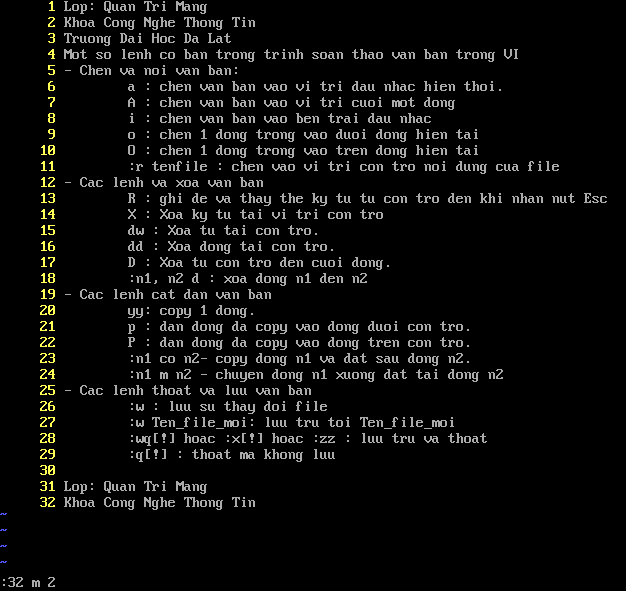 1 Lop: Quan Tri Mang
2 Khoa Cong Nghe Thong Tin
3 Truong Dai Hoc Da Lat
4 Mot so lenh co ban trong trinh soan thao van ban trong VI
5 - Chen va noi van ban:
6 a : chen van ban vao vi tri dau nhac hien thoi.
7 A : chen van ban vao vi tri cuoi mot dong
8 i : chen van ban vao ben trai dau nhac
9 o : chen 1 dong trong vao duoi dong hien tai
10 O : chen 1 dong trong vao tren dong hien tai
11 :r tenfile : chen vao vi tri con tro noi dung cua file
12 - Cac lenh va xoa van ban
13 R : ghi de va thay the ky tu tu con tro den khi nhan nut Esc
14 X : Xoa ky tu tai vi tri con tro
15 dw : Xoa tu tai con tro.
16 dd : Xoa dong tai con tro.
17 D : Xoa tu con tro den cuoi dong.
18 :n1, n2 d : xoa dong n1 den n2
19 - Cac lenh cat dan van ban
20 yy: copy 1 dong.
21 p : dan dong da copy vao dong duoi con tro.
22 P : dan dong da copy vao dong tren con tro.
23 :n1 co n2- copy dong n1 va dat sau dong n2.
24 :n1 m n2 - chuyen dong n1 xuong dat tai dong n2
25 - Cac lenh thoat va luu van ban
26 :w : luu su thay doi file
27 :w Ten_file_moi: luu tru toi Ten_file_moi
28 :wq[!] hoac :x[!] hoac :zz : luu tru va thoat
29 :q[!] : thoat ma khong luu
30
31 Lop: Quan Tri Mang
32 Khoa Cong Nghe Thong Tin
~
~
~
~
:32 m 2